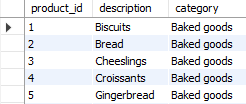 product_id description category
1 Biscuits Baked goods
2 Bread Baked goods
3 Cheeslings Baked goods
4 Croissants Baked goods
5 Gingerbread Baked goods